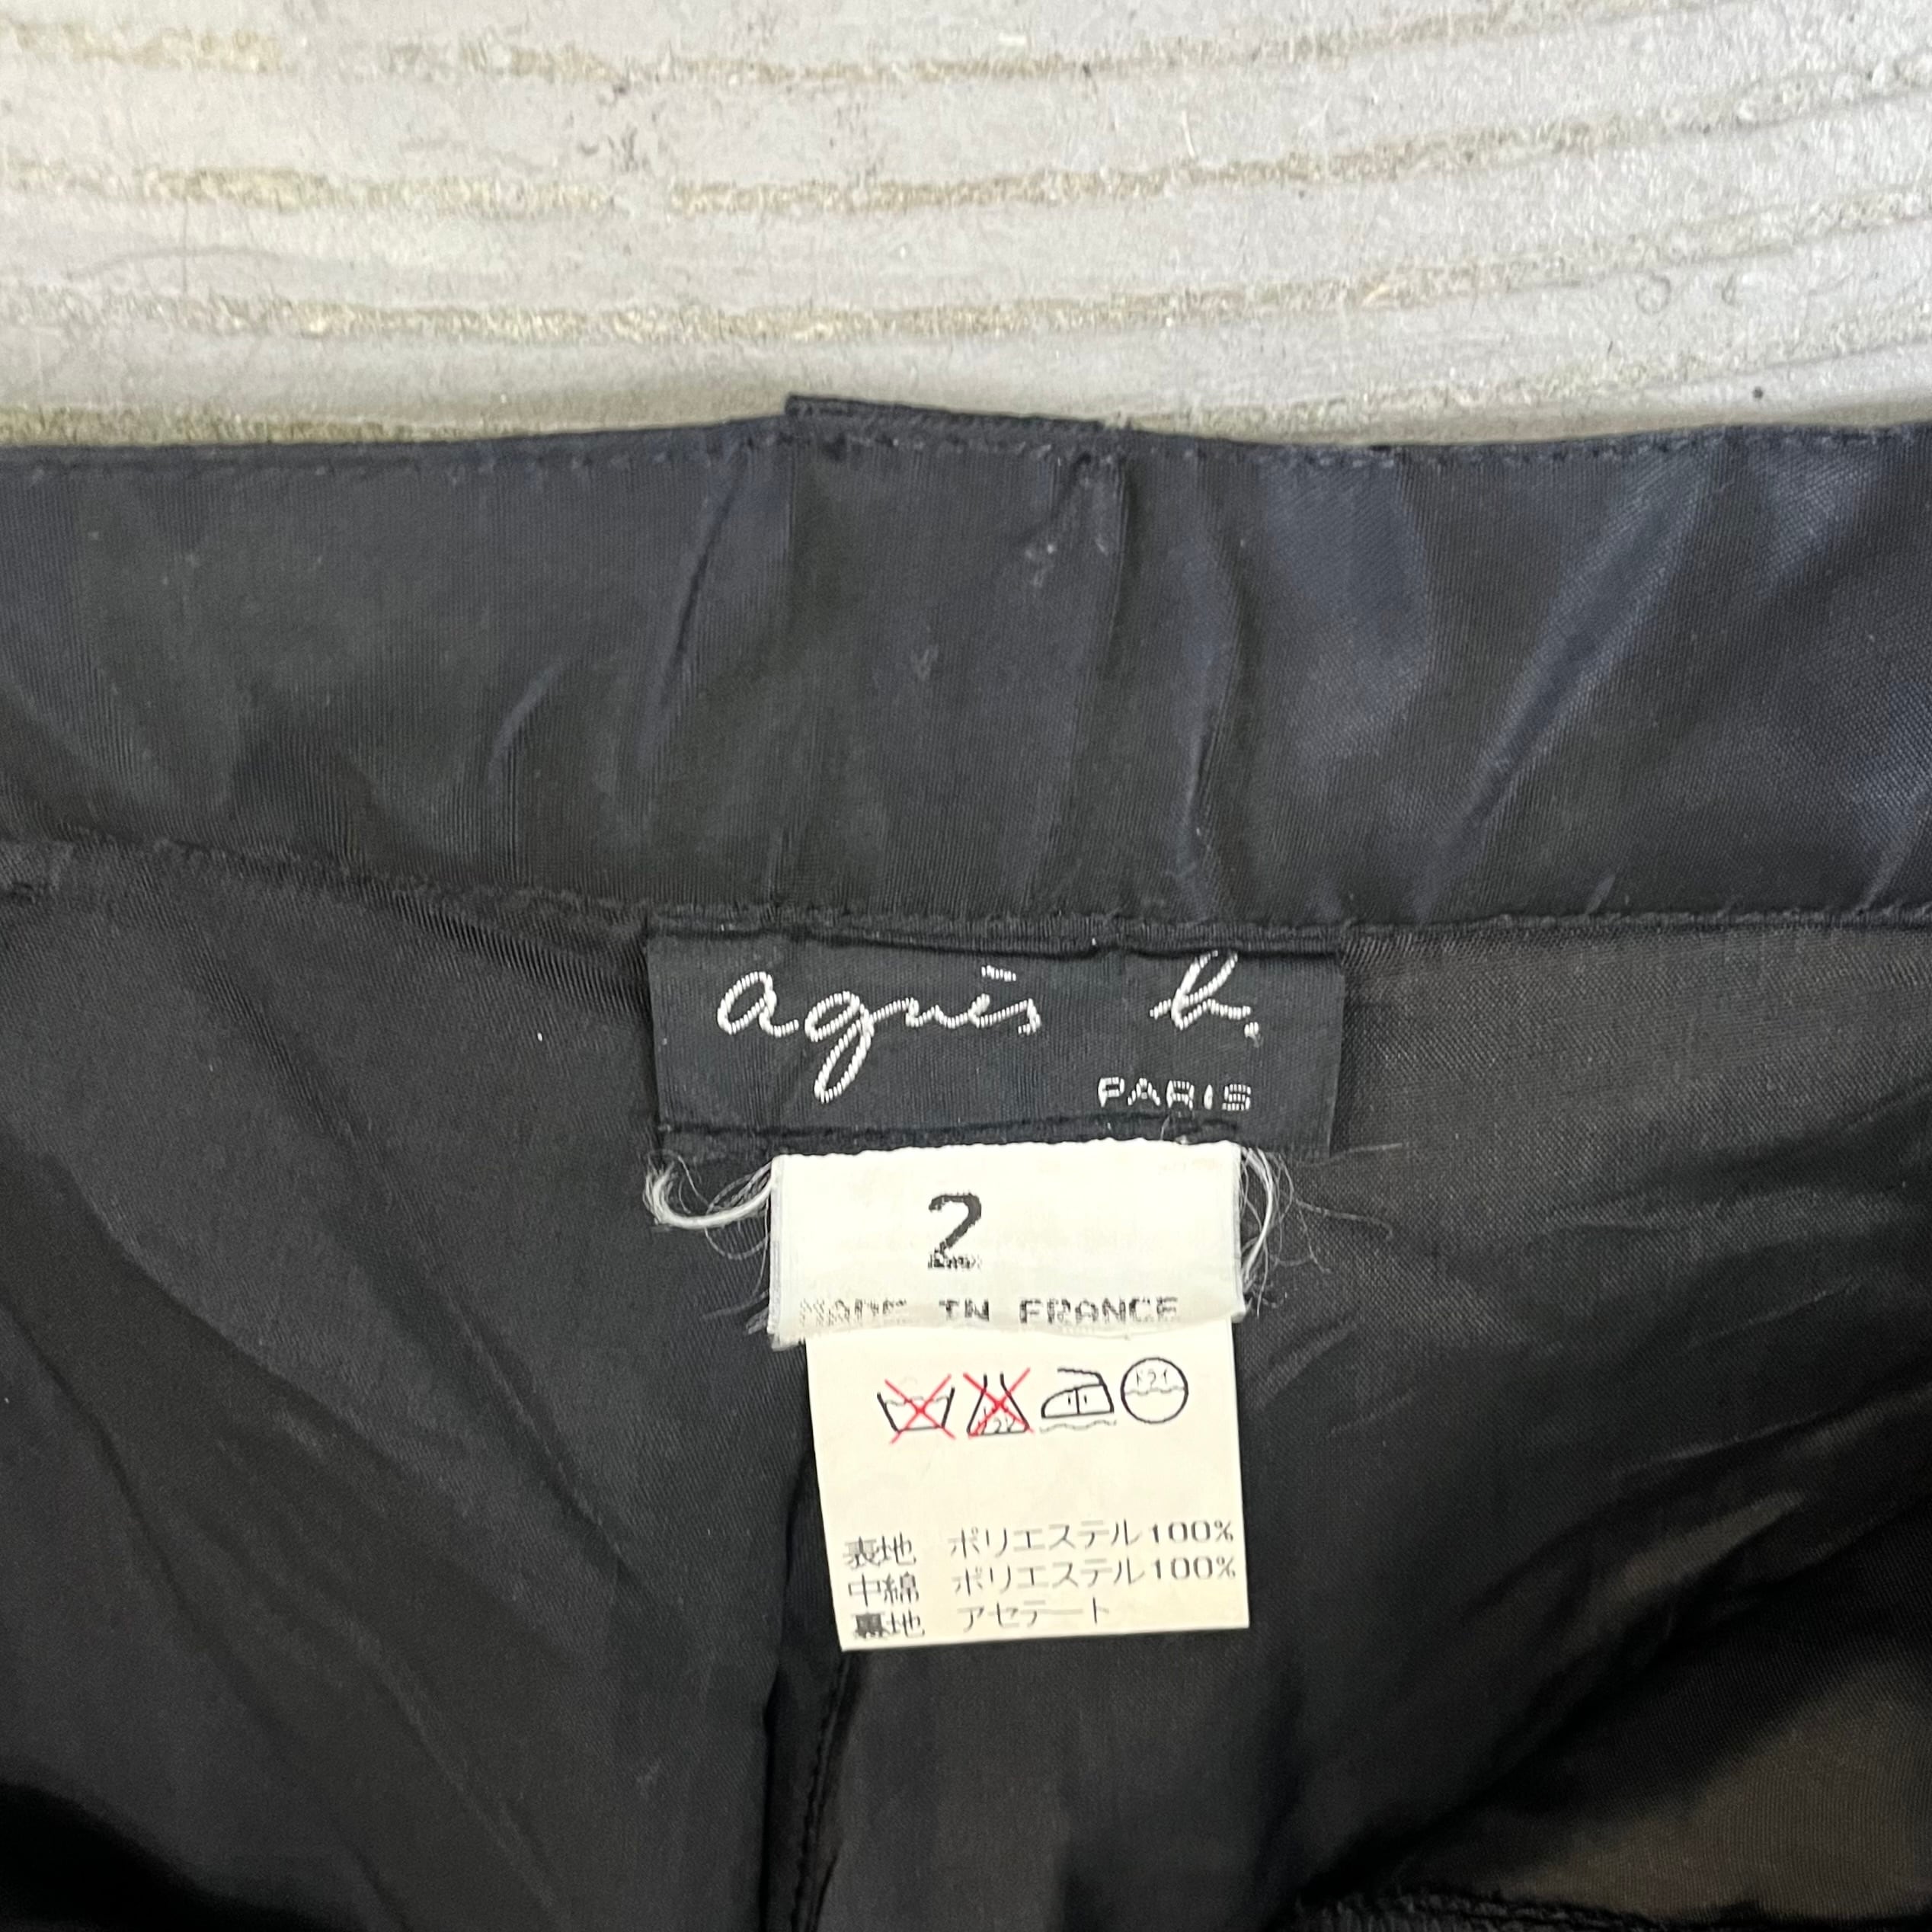 agnès b.
PARIS
2
MADE IN FRANCE
表地 ポリエステル100%
中綿 ポリエステル100%
裏地 アセテート